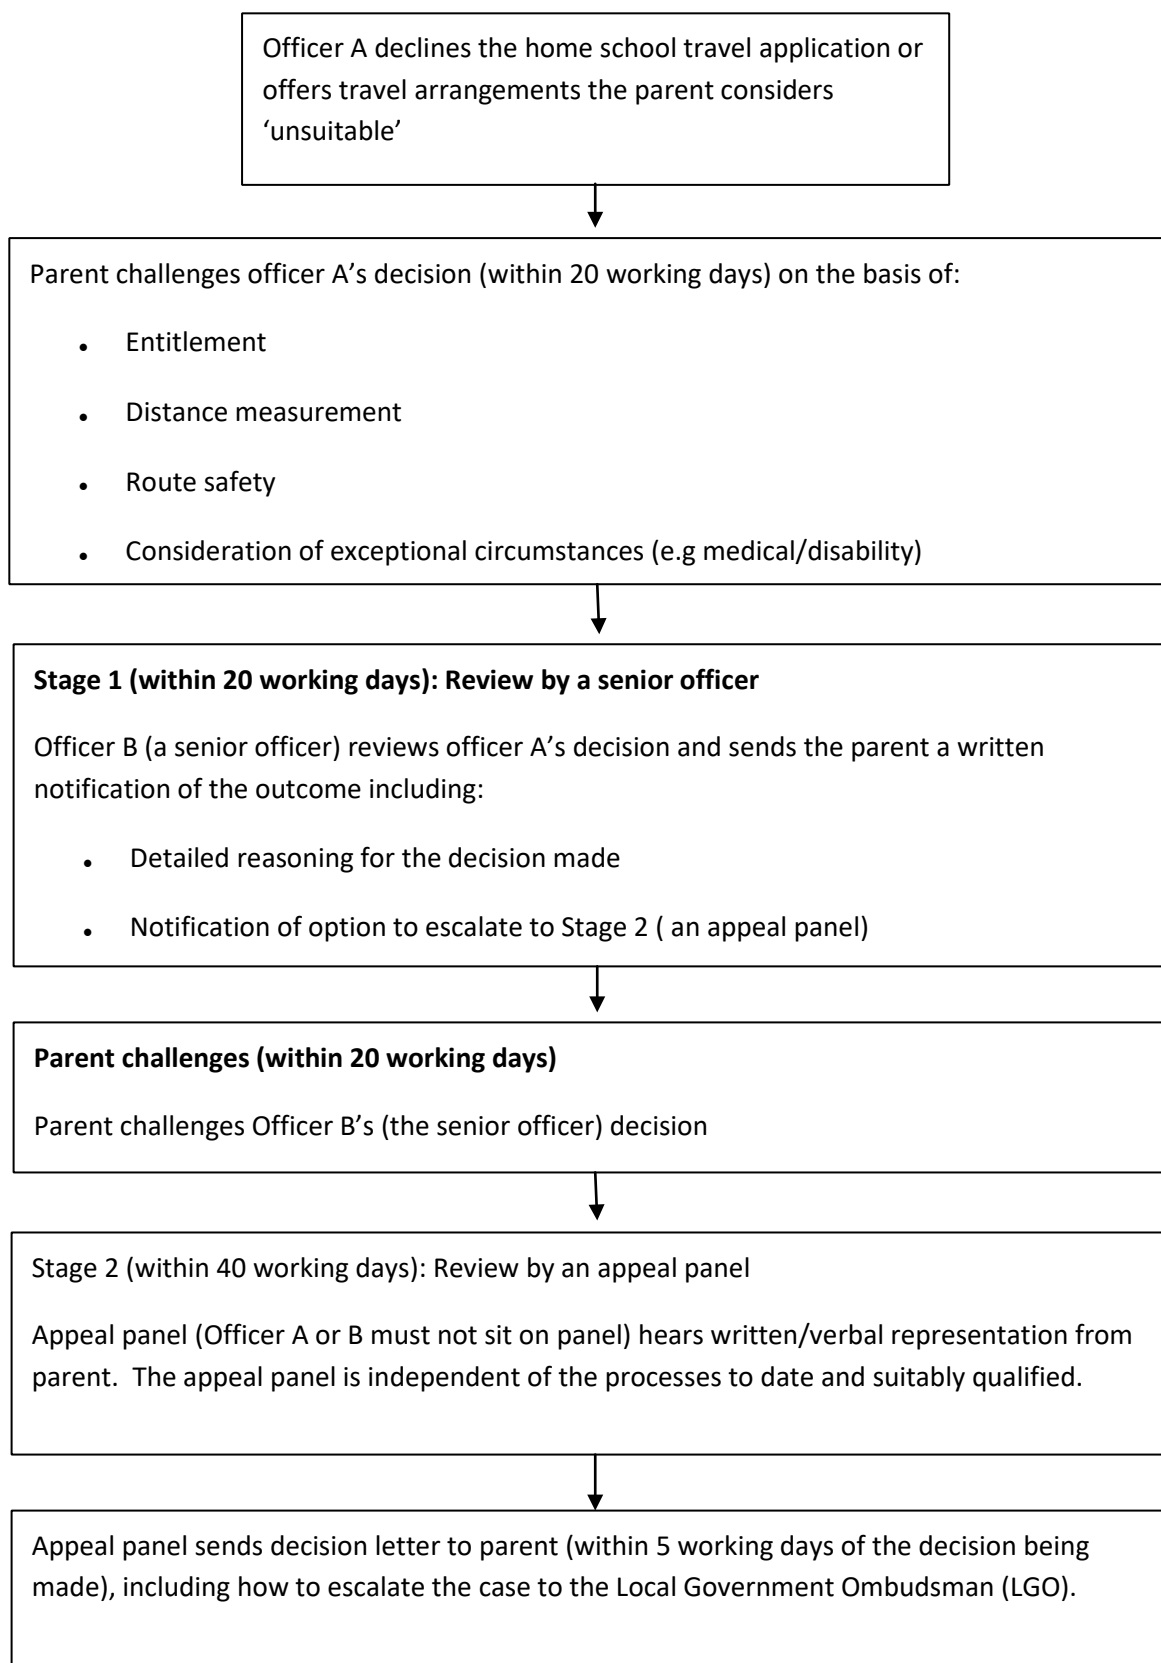 Officer A declines the home school travel application or
offers travel arrangements the parent considers
‘unsuitable’
Parent challenges officer A’s decision (within 20 working days) on the basis of:
• Entitlement
• Distance measurement
• Route safety
• Consideration of exceptional circumstances (e.g medical/disability)
Stage 1 (within 20 working days): Review by a senior officer
Officer B (a senior officer) reviews officer A’s decision and sends the parent a written
notification of the outcome including:
• Detailed reasoning for the decision made
• Notification of option to escalate to Stage 2 ( an appeal panel)
Parent challenges (within 20 working days)
Parent challenges Officer B’s (the senior officer) decision
Stage 2 (within 40 working days): Review by an appeal panel
Appeal panel (Officer A or B must not sit on panel) hears written/verbal representation from
parent.  The appeal panel is independent of the processes to date and suitably qualified.
Appeal panel sends decision letter to parent (within 5 working days of the decision being
made), including how to escalate the case to the Local Government Ombudsman (LGO).